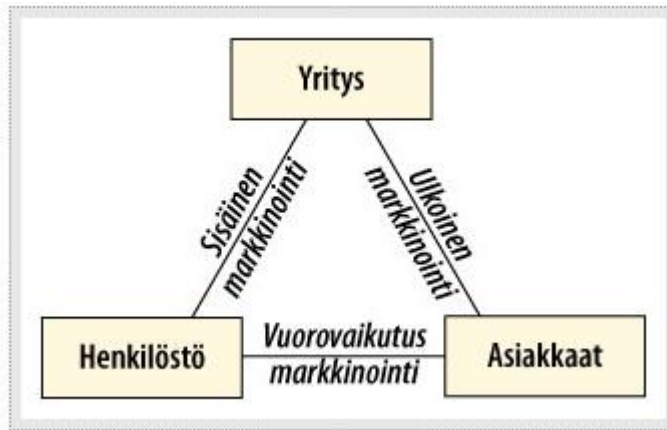 Yritys
Sisäinen
markkinointi
Ulkoinen
markkinointi
Henkilöstö
Vuorovaikutus
markkinointi
Asiakkaat